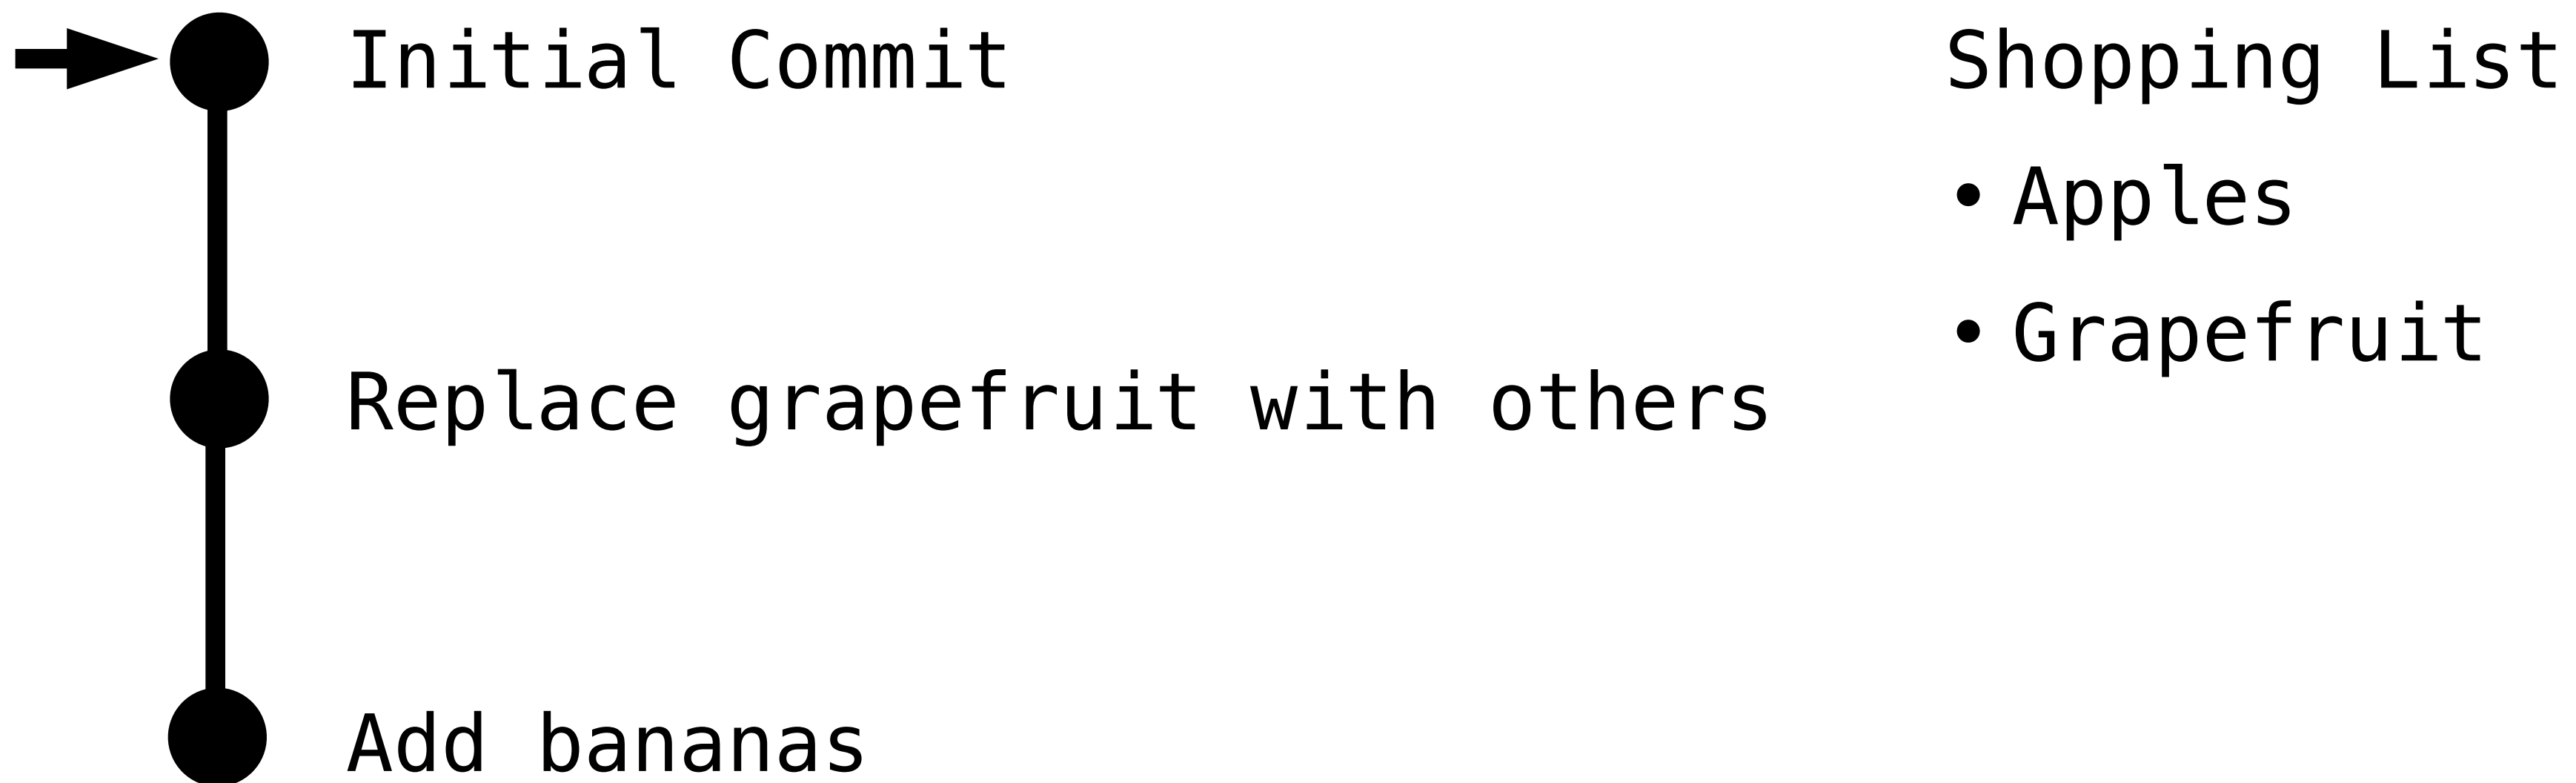 Initial Commit
Replace grapefruit with others
Add bananas
Shopping List
• Apples
• Grapefruit